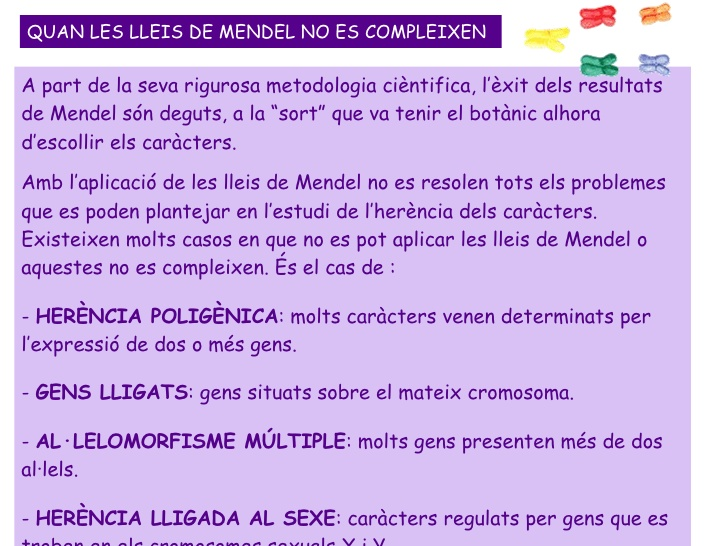 QUAN LES LLEIS DE MENDEL NO ES COMPLEIXEN
A part de la seva rigurosa metodologia cièntifica, l'èxit dels resultats
de Mendel són deguts, a la “sort” que va tenir el botànic alhora
d'escollir els caràcters.
Amb l'aplicació de les lleis de Mendel no es resolen tots els problemes
que es poden plantejar en l'estudi de l'herència dels caràcters.
Existeixen molts casos en que no es pot aplicar les lleis de Mendel o
aquestes no es compleixen. És el cas de :
- HERÈNCIA POLIGÈNICA: molts caràcters venen determinats per
l'expressió de dos o més gens.
- GENS LLIGATS: gens situats sobre el mateix cromosoma.
- AL·LELOMORFISME MÚLTIPLE: molts gens presenten més de dos
al·lels.
- HERÈNCIA LLIGADA AL SEXE: caràcters regulats per gens que es
troben en els cromosomes sexuals X i Y